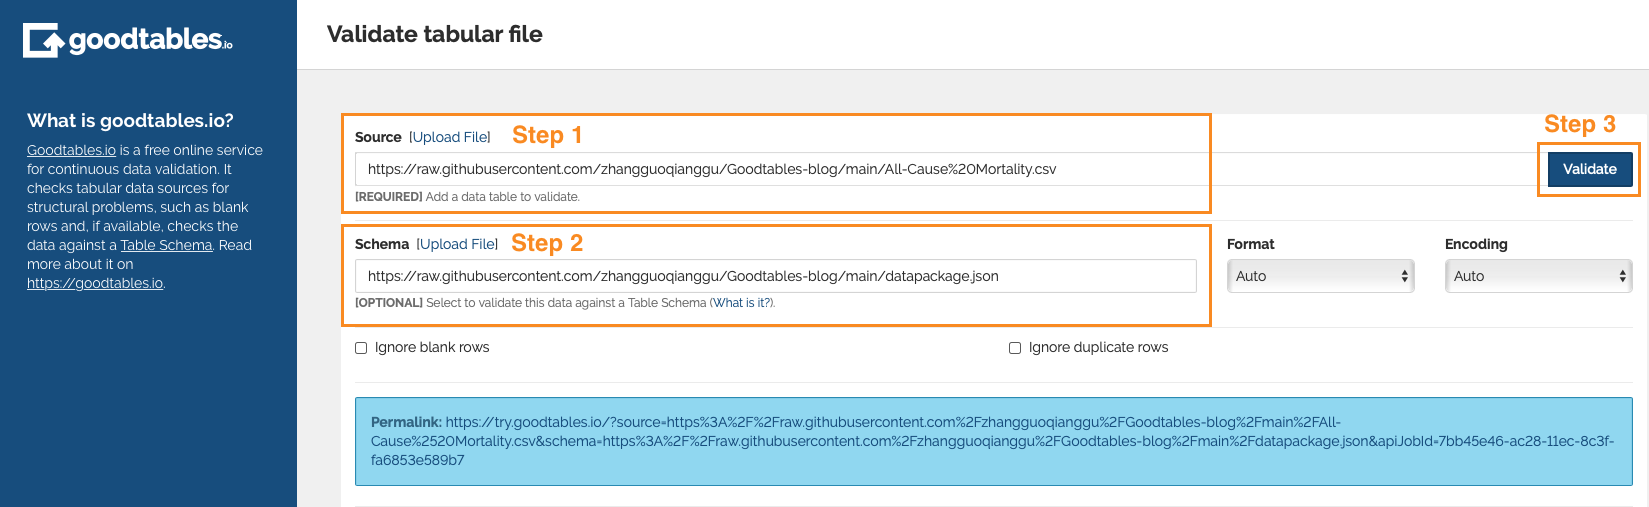 goodtables.io
Validate tabular file
What is goodtables.io?
Goodtables.io is a free online service
for continuous data validation. It
checks tabular data sources for
structural problems, such as blank
rows and, if available, checks the
data against a Table Schema. Read
more about it on
https://goodtables.io.
Source [Upload File] Step 1
https://raw.githubusercontent.com/zhangguoqianggu/Goodtables-blog/main/All-Cause%20Mortality.csv
[REQUIRED] Add a data table to validate.
Step 3
Validate
Schema [Upload File] Step 2
https://raw.githubusercontent.com/zhangguoqianggu/Goodtables-blog/main/datapackage.json
[OPTIONAL] Select to validate this data against a Table Schema (What is it?).
Format
Auto
Encoding
Auto
Ignore blank rows
Ignore duplicate rows
Permalink: https://try.goodtables.io/?source=https%3A%2F%2Fraw.githubusercontent.com%2Fzhangguoqianggu%2FGoodtables-blog%2Fmain%2FAll-
Cause%2520Mortality.csv&schema=https%3A%2F%2Fraw.githubusercontent.com%2Fzhangguoqianggu%2FGoodtables-blog%2Fmain%2Fdatapackage.json&apiJobId=7bb45e46-ac28-11ec-8c3f-
fa6853e589b7